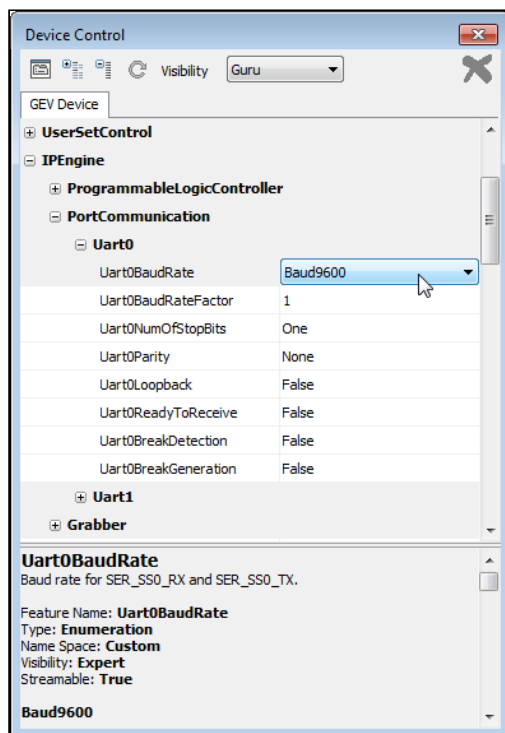 Device Control
Visibility Guru
GEV Device
UserSetControl
IPEngine
ProgrammableLogicController
PortCommunication
Uart0
Uart0BaudRate Baud9600
Uart0BaudRateFactor 1
Uart0NumOfStopBits One
Uart0Parity None
Uart0Loopback False
Uart0ReadyToReceive False
Uart0BreakDetection False
Uart0BreakGeneration False
Uart1
Grabber
Uart0BaudRate
Baud rate for SER_SS0_RX and SER_SS0_TX.
Feature Name: Uart0BaudRate
Type: Enumeration
Name Space: Custom
Visibility: Expert
Streamable: True
Baud9600